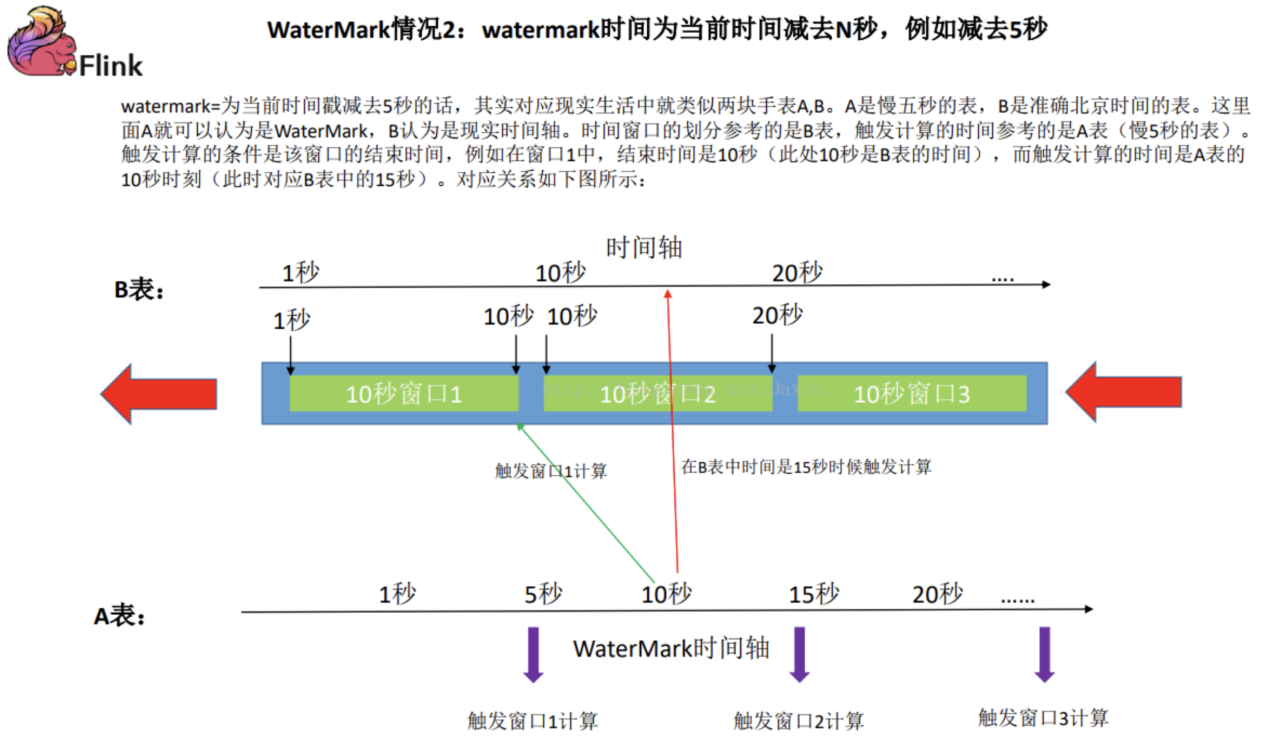 WaterMark情况2：watermark时间为当前时间减去N秒，例如减去5秒
Flink
watermark=为当前时间戳减去5秒的话，其实对应现实生活中就类似两块手表A,B。A是慢五秒的表，B是准确北京时间的表。这里
面A就可以认为是WaterMark，B认为是现实时间轴。时间窗口的划分参考的是B表，触发计算的时间参考的是A表（慢5秒的表）。
触发计算的条件是该窗口的结束时间，例如在窗口1中，结束时间是10秒（此处10秒是B表的时间），而触发计算的时间是A表的
10秒时刻（此时对应B表中的15秒）。对应关系如下图所示：
时间轴
1秒 10秒 20秒 ....
B表：
1秒 10秒 10秒 20秒
10秒窗口1 10秒窗口2 10秒窗口3
触发窗口1计算 在B表中时间是15秒时候触发计算
1秒 5秒 10秒 15秒 20秒 ……
A表：
WaterMark时间轴
触发窗口1计算 触发窗口2计算 触发窗口3计算